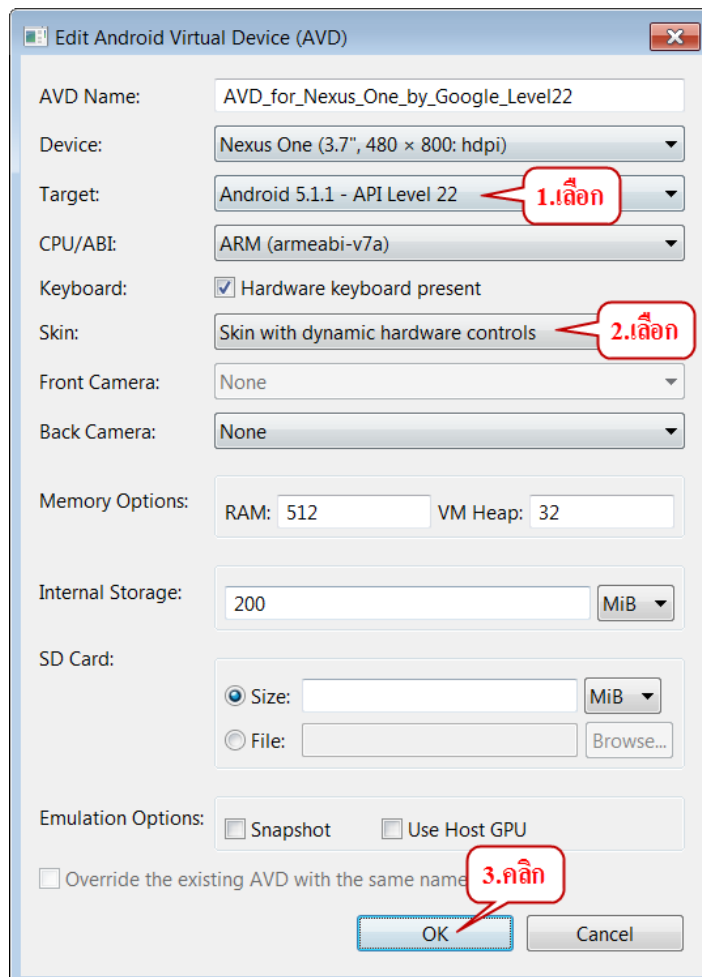 Edit Android Virtual Device (AVD)
AVD Name: AVD_for_Nexus_One_by_Google_Level22
Device: Nexus One (3.7", 480 × 800: hdpi)
Target: Android 5.1.1 - API Level 22
1.เลือก
CPU/ABI: ARM (armeabi-v7a)
Keyboard: Hardware keyboard present
Skin: Skin with dynamic hardware controls
2.เลือก
Front Camera: None
Back Camera: None
Memory Options: RAM: 512 VM Heap: 32
Internal Storage: 200 MiB
SD Card:
Size: MiB
File: Browse...
Emulation Options: Snapshot Use Host GPU
Override the existing AVD with the same name
3.คลิก
OK Cancel